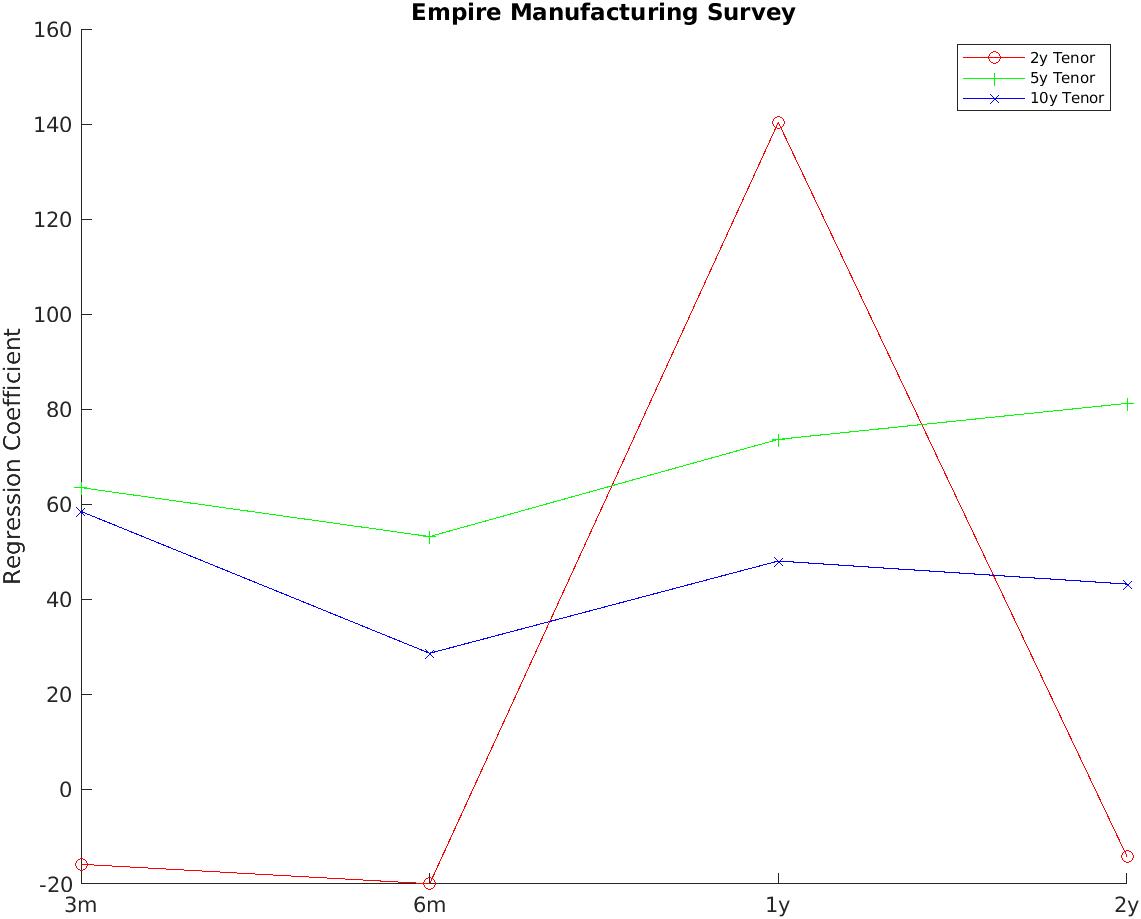 Empire Manufacturing Survey
2y Tenor
5y Tenor
10y Tenor
Regression Coefficient
160
140
120
100
80
60
40
20
0
-20
3m 6m 1y 2y